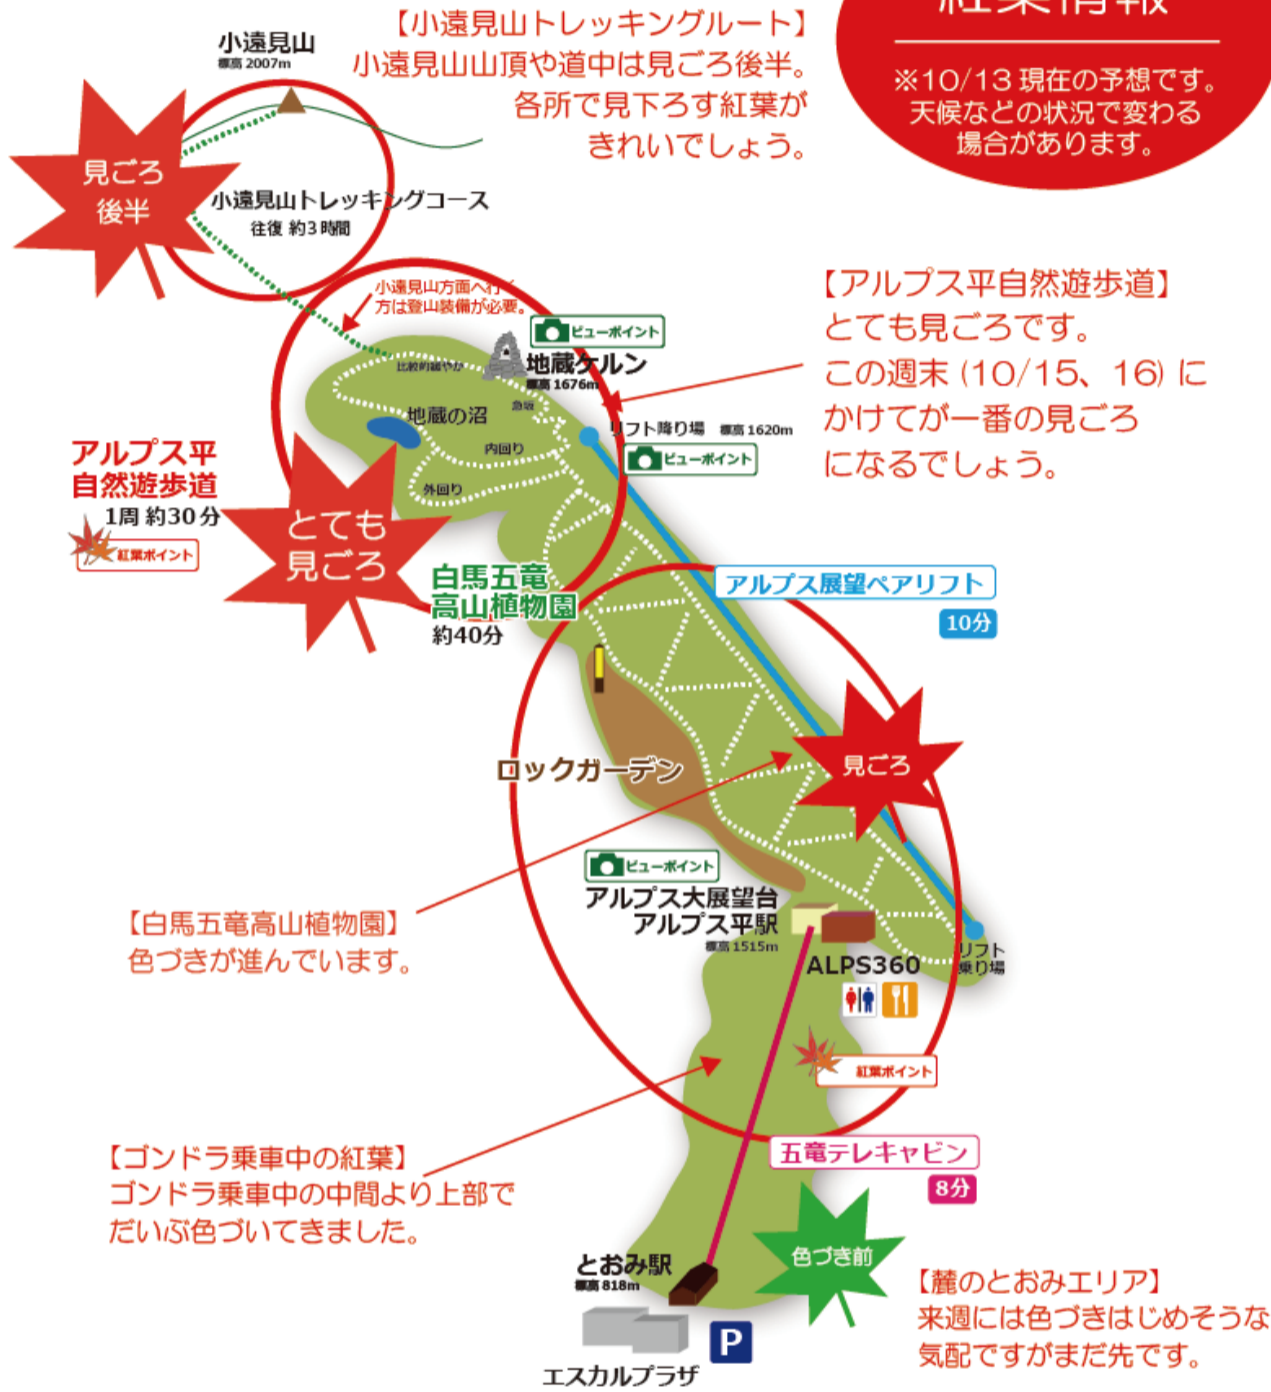 紅葉情報
※10/13 現在の予想です。
天候などの状況で変わる
場合があります。
【小遠見山トレッキングルート】
小遠見山山頂や道中は見ごろ後半。
各所で見下ろす紅葉が
きれいでしょう。
小遠見山
標高 2007m
見ごろ
後半
小遠見山トレッキングコース
往復 約3時間
小遠見山方面へ行く
方は登山装備が必要。
ビューポイント
地蔵ケルン
標高 1676m
比較的緩やか
急坂
地蔵の沼
内回り
外回り
リフト降り場 標高 1620m
ビューポイント
【アルプス平自然遊歩道】
とても見ごろです。
この週末 (10/15、16) に
かけてが一番の見ごろ
になるでしょう。
アルプス平
自然遊歩道
1周 約30分
紅葉ポイント
とても
見ごろ
白馬五竜
高山植物園
約40分
アルプス展望ペアリフト
10分
見ごろ
ロックガーデン
ビューポイント
アルプス大展望台
アルプス平駅
標高 1515m
ALPS360
リフト
乗り場
【白馬五竜高山植物園】
色づきが進んでいます。
紅葉ポイント
【ゴンドラ乗車中の紅葉】
ゴンドラ乗車中の中間より上部で
だいぶ色づいてきました。
五竜テレキャビン
8分
色づき前
とおみ駅
標高 818m
P
エスカルプラザ
【麓のとおみエリア】
来週には色づきはじめそうな
気配ですがまだ先です。